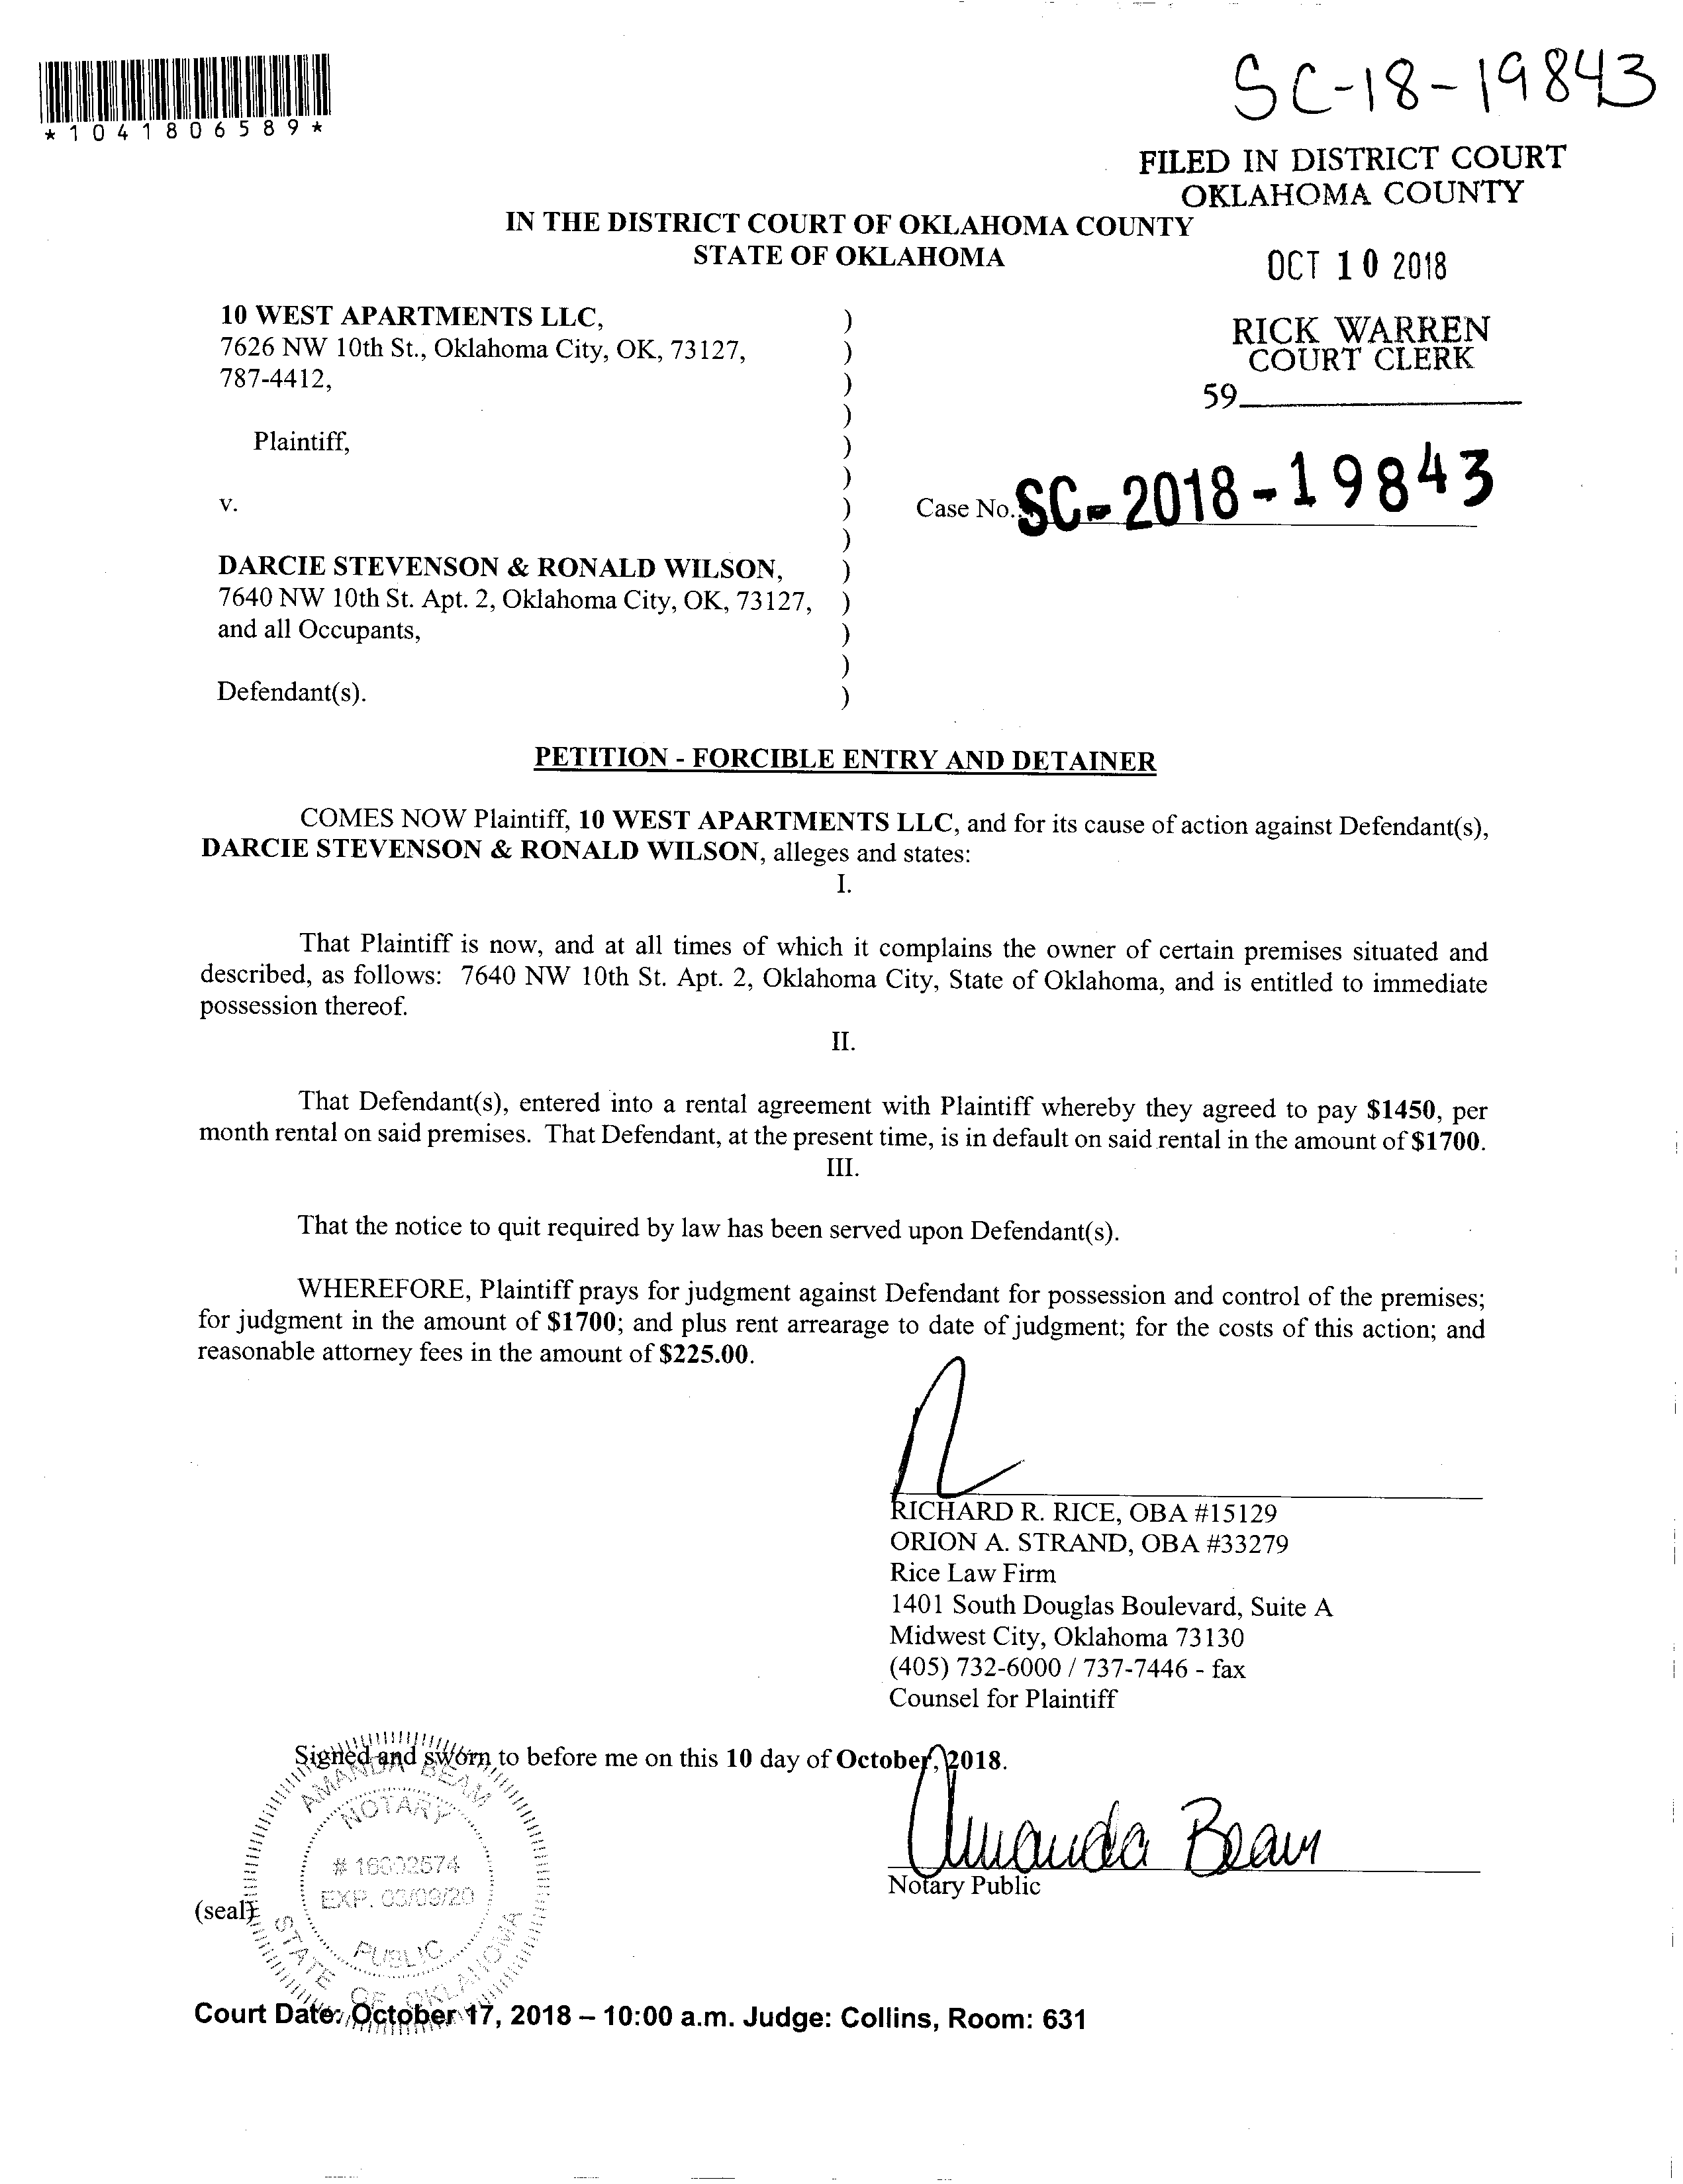 SC-18-19843
*1041806589*
FILED IN DISTRICT COURT
OKLAHOMA COUNTY
IN THE DISTRICT COURT OF OKLAHOMA COUNTY
STATE OF OKLAHOMA
OCT 10 2018
10 WEST APARTMENTS LLC, )
7626 NW 10th St., Oklahoma City, OK, 73127, )
787-4412, )
)
Plaintiff, )
)
v. )
)
DARCIE STEVENSON & RONALD WILSON, )
7640 NW 10th St. Apt. 2, Oklahoma City, OK, 73127, )
and all Occupants, )
)
Defendant(s). )
RICK WARREN
COURT CLERK
59
Case No. SC-2018-19843
PETITION - FORCIBLE ENTRY AND DETAINER
COMES NOW Plaintiff, 10 WEST APARTMENTS LLC, and for its cause of action against Defendant(s),
DARCIE STEVENSON & RONALD WILSON, alleges and states:
I.
That Plaintiff is now, and at all times of which it complains the owner of certain premises situated and
described, as follows: 7640 NW 10th St. Apt. 2, Oklahoma City, State of Oklahoma, and is entitled to immediate
possession thereof.
II.
That Defendant(s), entered into a rental agreement with Plaintiff whereby they agreed to pay $1450, per
month rental on said premises. That Defendant, at the present time, is in default on said rental in the amount of $1700.
III.
That the notice to quit required by law has been served upon Defendant(s).
WHEREFORE, Plaintiff prays for judgment against Defendant for possession and control of the premises;
for judgment in the amount of $1700; and plus rent arrearage to date of judgment; for the costs of this action; and
reasonable attorney fees in the amount of $225.00.
RICHARD R. RICE, OBA #15129
ORION A. STRAND, OBA #33279
Rice Law Firm
1401 South Douglas Boulevard, Suite A
Midwest City, Oklahoma 73130
(405) 732-6000 / 737-7446 - fax
Counsel for Plaintiff
Signed and sworn to before me on this 10 day of October, 2018.
AMANDA BEAM
NOTARY
# 16002574
EXP. 03/09/20
PUBLIC
STATE OF OKLAHOMA
Amanda Beam
Notary Public
(seal)
Court Date: October 17, 2018 – 10:00 a.m. Judge: Collins, Room: 631